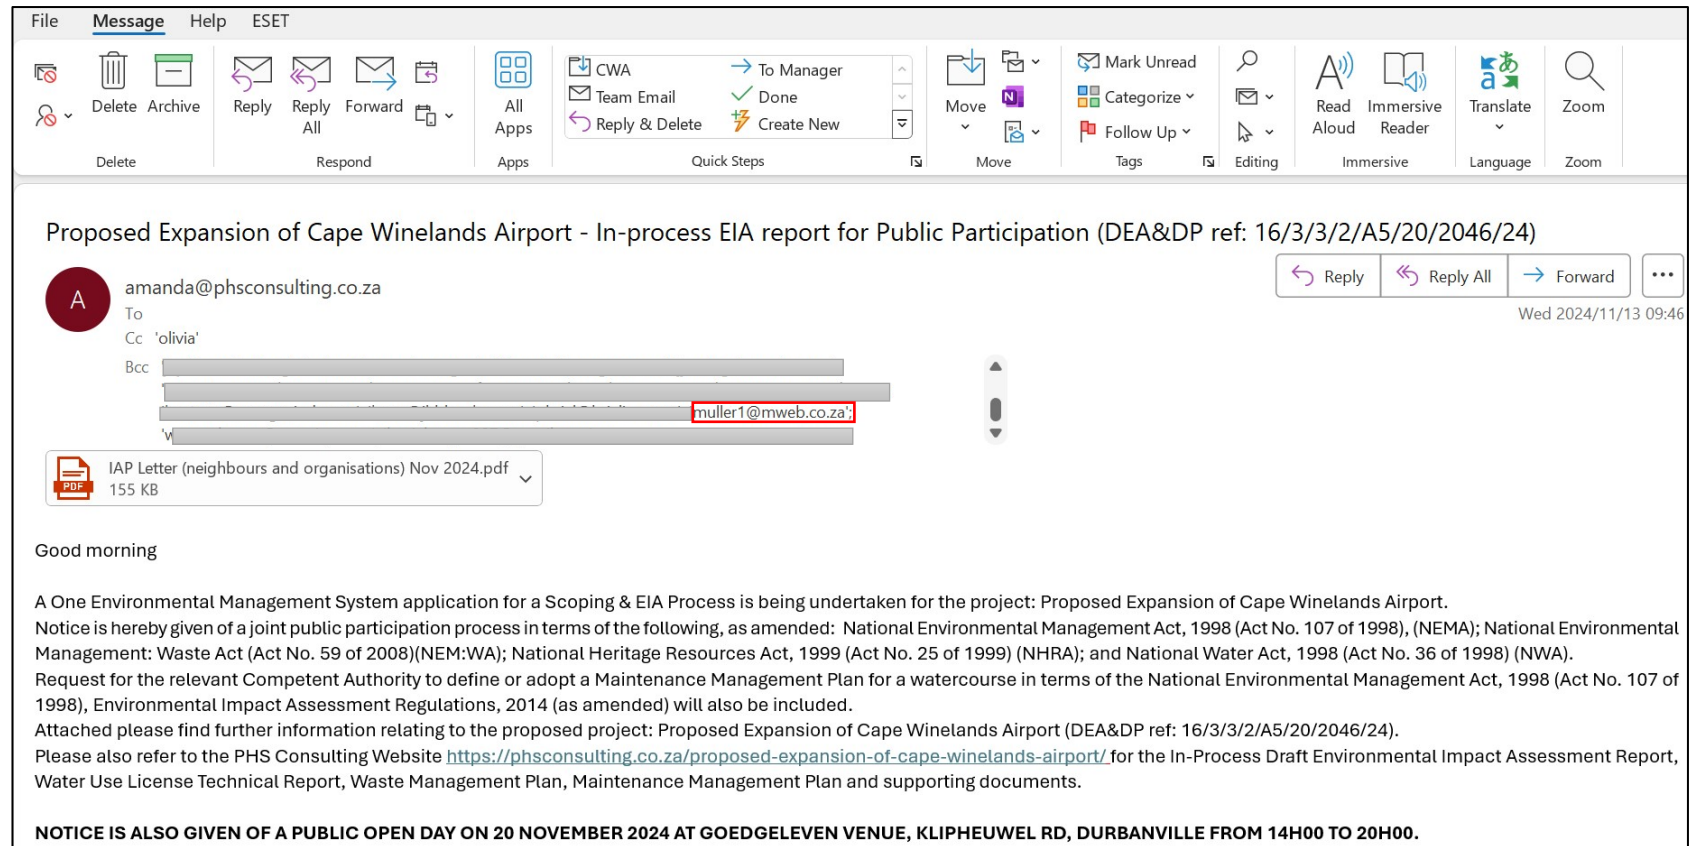 File Message Help ESET
Delete Archive
Reply Reply All Forward
All Apps
CWA To Manager
Team Email Done
Reply & Delete Create New
Move
Mark Unread
Categorize
Follow Up
Read Aloud Immersive Reader
Translate
Zoom
Delete Respond Apps Quick Steps Move Tags Editing Immersive Language Zoom
Proposed Expansion of Cape Winelands Airport - In-process EIA report for Public Participation (DEA&DP ref: 16/3/3/2/A5/20/2046/24)
A
amanda@phsconsulting.co.za
Reply Reply All Forward
To
Wed 2024/11/13 09:46
Cc 'olivia'
Bcc
muller1@mweb.co.za';
'w
IAP Letter (neighbours and organisations) Nov 2024.pdf
PDF
155 KB
Good morning
A One Environmental Management System application for a Scoping & EIA Process is being undertaken for the project: Proposed Expansion of Cape Winelands Airport.
Notice is hereby given of a joint public participation process in terms of the following, as amended: National Environmental Management Act, 1998 (Act No. 107 of 1998), (NEMA); National Environmental
Management: Waste Act (Act No. 59 of 2008)(NEM:WA); National Heritage Resources Act, 1999 (Act No. 25 of 1999) (NHRA); and National Water Act, 1998 (Act No. 36 of 1998) (NWA).
Request for the relevant Competent Authority to define or adopt a Maintenance Management Plan for a watercourse in terms of the National Environmental Management Act, 1998 (Act No. 107 of
1998), Environmental Impact Assessment Regulations, 2014 (as amended) will also be included.
Attached please find further information relating to the proposed project: Proposed Expansion of Cape Winelands Airport (DEA&DP ref: 16/3/3/2/A5/20/2046/24).
Please also refer to the PHS Consulting Website https://phsconsulting.co.za/proposed-expansion-of-cape-winelands-airport/ for the In-Process Draft Environmental Impact Assessment Report,
Water Use License Technical Report, Waste Management Plan, Maintenance Management Plan and supporting documents.
NOTICE IS ALSO GIVEN OF A PUBLIC OPEN DAY ON 20 NOVEMBER 2024 AT GOEDGELEVEN VENUE, KLIPHEUWEL RD, DURBANVILLE FROM 14H00 TO 20H00.